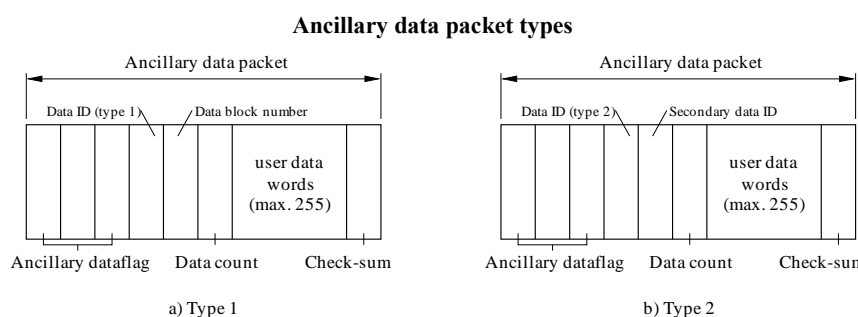 Ancillary data packet types
Ancillary data packet
Data ID (type 1)
Data block number
user data
words
(max. 255)
Ancillary dataflag
Data count
Check-sum
a) Type 1
Ancillary data packet
Data ID (type 2)
Secondary data ID
user data
words
(max. 255)
Ancillary dataflag
Data count
Check-sum
b) Type 2